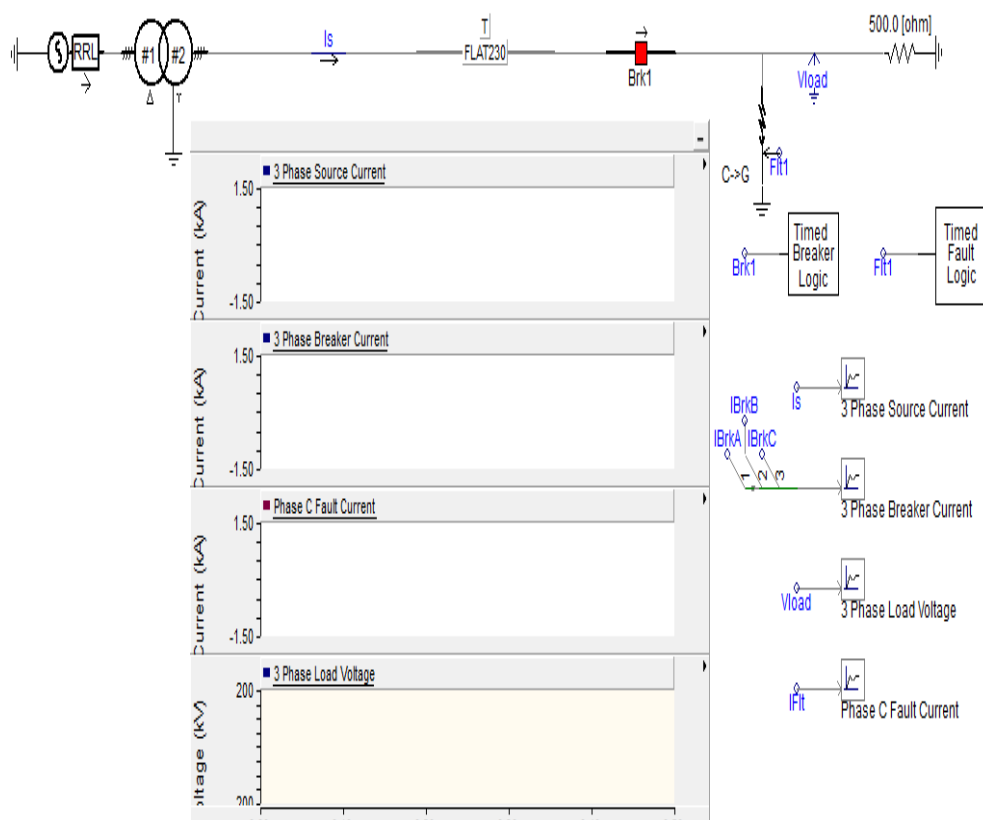 500.0 [ohm]
T
Is
RRL
#1 #2
FLAT230
Brk1
Vload
3 Phase Source Current
1.50
-1.50
Current (kA)
C->G
Flt1
Brk1
Timed
Breaker
Logic
Flt1
Timed
Fault
Logic
3 Phase Breaker Current
1.50
-1.50
Current (kA)
Is
3 Phase Source Current
IBrkB
IBrkA IBrkC
1 2 3
3 Phase Breaker Current
Phase C Fault Current
1.50
-1.50
Current (kA)
Vload
3 Phase Load Voltage
3 Phase Load Voltage
200
200
oltage (kV)
IFlt
Phase C Fault Current